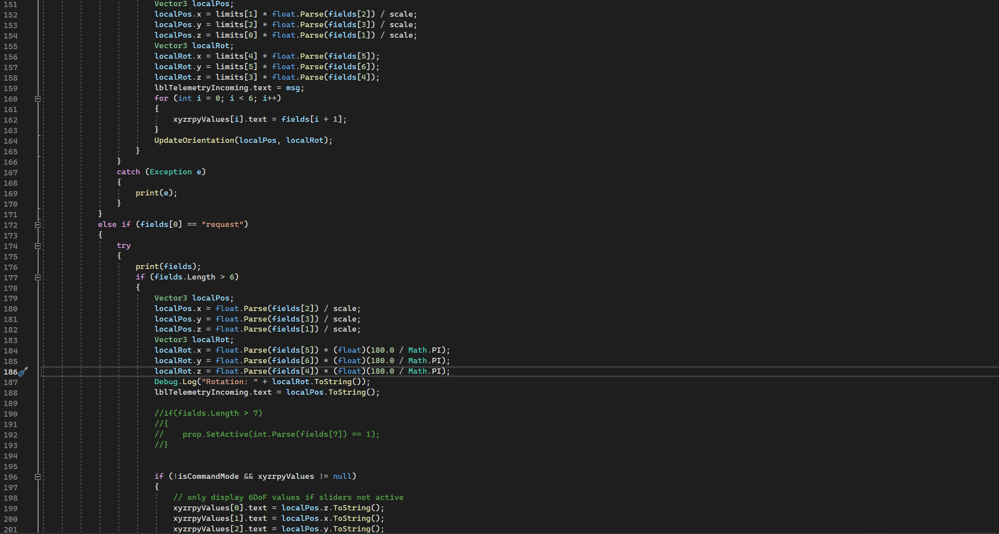 151 Vector3 localPos;
152 localPos.x = limits[1] * float.Parse(fields[2]) / scale;
153 localPos.y = limits[2] * float.Parse(fields[3]) / scale;
154 localPos.z = limits[0] * float.Parse(fields[1]) / scale;
155 Vector3 localRot;
156 localRot.x = limits[4] * float.Parse(fields[5]);
157 localRot.y = limits[5] * float.Parse(fields[6]);
158 localRot.z = limits[3] * float.Parse(fields[4]);
159 lblTelemetryIncoming.text = msg;
160 for (int i = 0; i < 6; i++)
161 {
162 xyzrpyValues[i].text = fields[i + 1];
163 }
164 UpdateOrientation(localPos, localRot);
165 }
166 }
167 catch (Exception e)
168 {
169 print(e);
170 }
171 }
172 else if (fields[0] == "request")
173 {
174 try
175 {
176 print(fields);
177 if (fields.Length > 6)
178 {
179 Vector3 localPos;
180 localPos.x = float.Parse(fields[2]) / scale;
181 localPos.y = float.Parse(fields[3]) / scale;
182 localPos.z = float.Parse(fields[1]) / scale;
183 Vector3 localRot;
184 localRot.x = float.Parse(fields[5]) * (float)(180.0 / Math.PI);
185 localRot.y = float.Parse(fields[6]) * (float)(180.0 / Math.PI);
186 localRot.z = float.Parse(fields[4]) * (float)(180.0 / Math.PI);
187 Debug.Log("Rotation: " + localRot.ToString());
188 lblTelemetryIncoming.text = localPos.ToString();
189
190 //if(fields.Length > 7)
191 //{
192 //    prop.SetActive(int.Parse(fields[7]) == 1);
193 //}
194
195
196 if (!isCommandMode && xyzrpyValues != null)
197 {
198 // only display 6DoF values if sliders not active
199 xyzrpyValues[0].text = localPos.z.ToString();
200 xyzrpyValues[1].text = localPos.x.ToString();
201 xyzrpyValues[2].text = localPos.y.ToString();